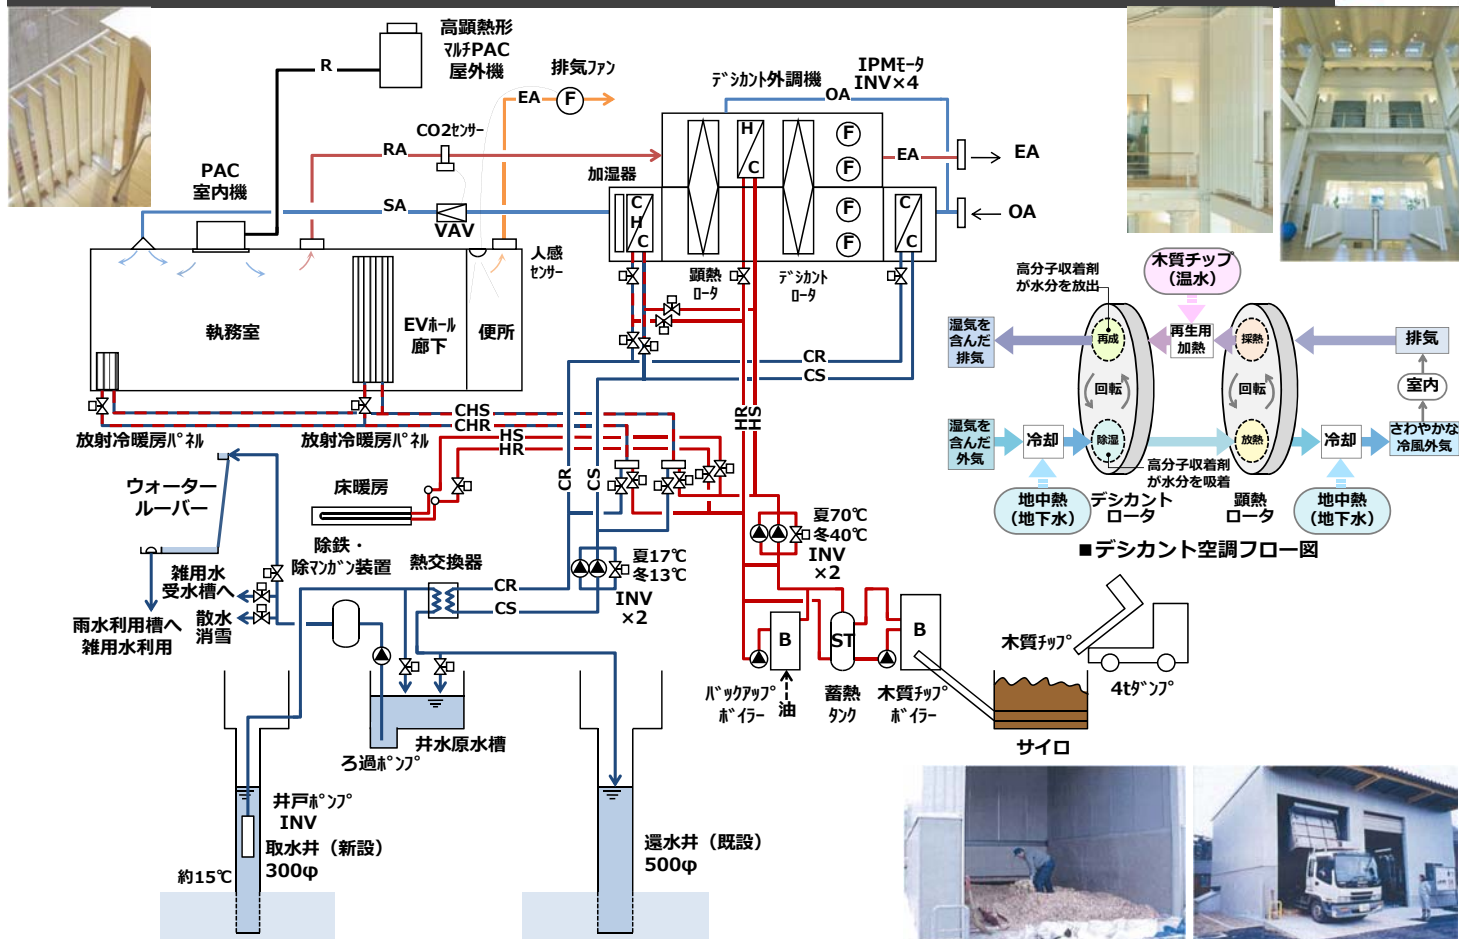 高顕熱形
ﾏﾙﾁPAC
屋外機
R
排気ファン
EA
F
デシカント外調機
IPMﾓｰﾀ
INV×4
OA
CO2ｾﾝｻｰ
RA
PAC
室内機
加湿器
SA
VAV
H
C
F
F
F
F
EA
EA
OA
C
H
C
C
C
人感
ｾﾝｻｰ
顕熱
ﾛｰﾀ
ﾃﾞｼｶﾝﾄ
ﾛｰﾀ
執務室
EVﾎｰﾙ
廊下
便所
CR
CS
HR
HS
CHS
CHR
HS
HR
放射冷暖房ﾊﾟﾈﾙ
放射冷暖房ﾊﾟﾈﾙ
CR
CS
ウォーター
ルーバー
床暖房
除鉄・
除ﾏﾝｶﾞﾝ装置
熱交換器
夏17℃
冬13℃
INV
×2
夏70℃
冬40℃
INV
×2
CR
CS
雑用水
受水槽へ
散水
消雪
雨水利用槽へ
雑用水利用
B
ST
B
ﾊﾞｯｸｱｯﾌﾟ
ﾎﾞｲﾗｰ
油
蓄熱
ﾀﾝｸ
木質ﾁｯﾌﾟ
ﾎﾞｲﾗｰ
木質ﾁｯﾌﾟ
4tﾀﾞﾝﾌﾟ
サイロ
井水原水槽
ろ過ﾎﾟﾝﾌﾟ
井戸ﾎﾟﾝﾌﾟ
INV
取水井（新設）
300φ
約15℃
還水井（既設）
500φ
高分子収着剤
が水分を放出
木質チップ
（温水）
湿気を
含んだ
排気
再成
再生用
加熱
採熱
排気
回転
回転
室内
湿気を
含んだ
外気
冷却
除湿
放熱
冷却
さわやかな
冷風外気
高分子収着剤
が水分を吸着
地中熱
（地下水）
デシカント
ロータ
顕熱
ロータ
地中熱
（地下水）
■デシカント空調フロー図